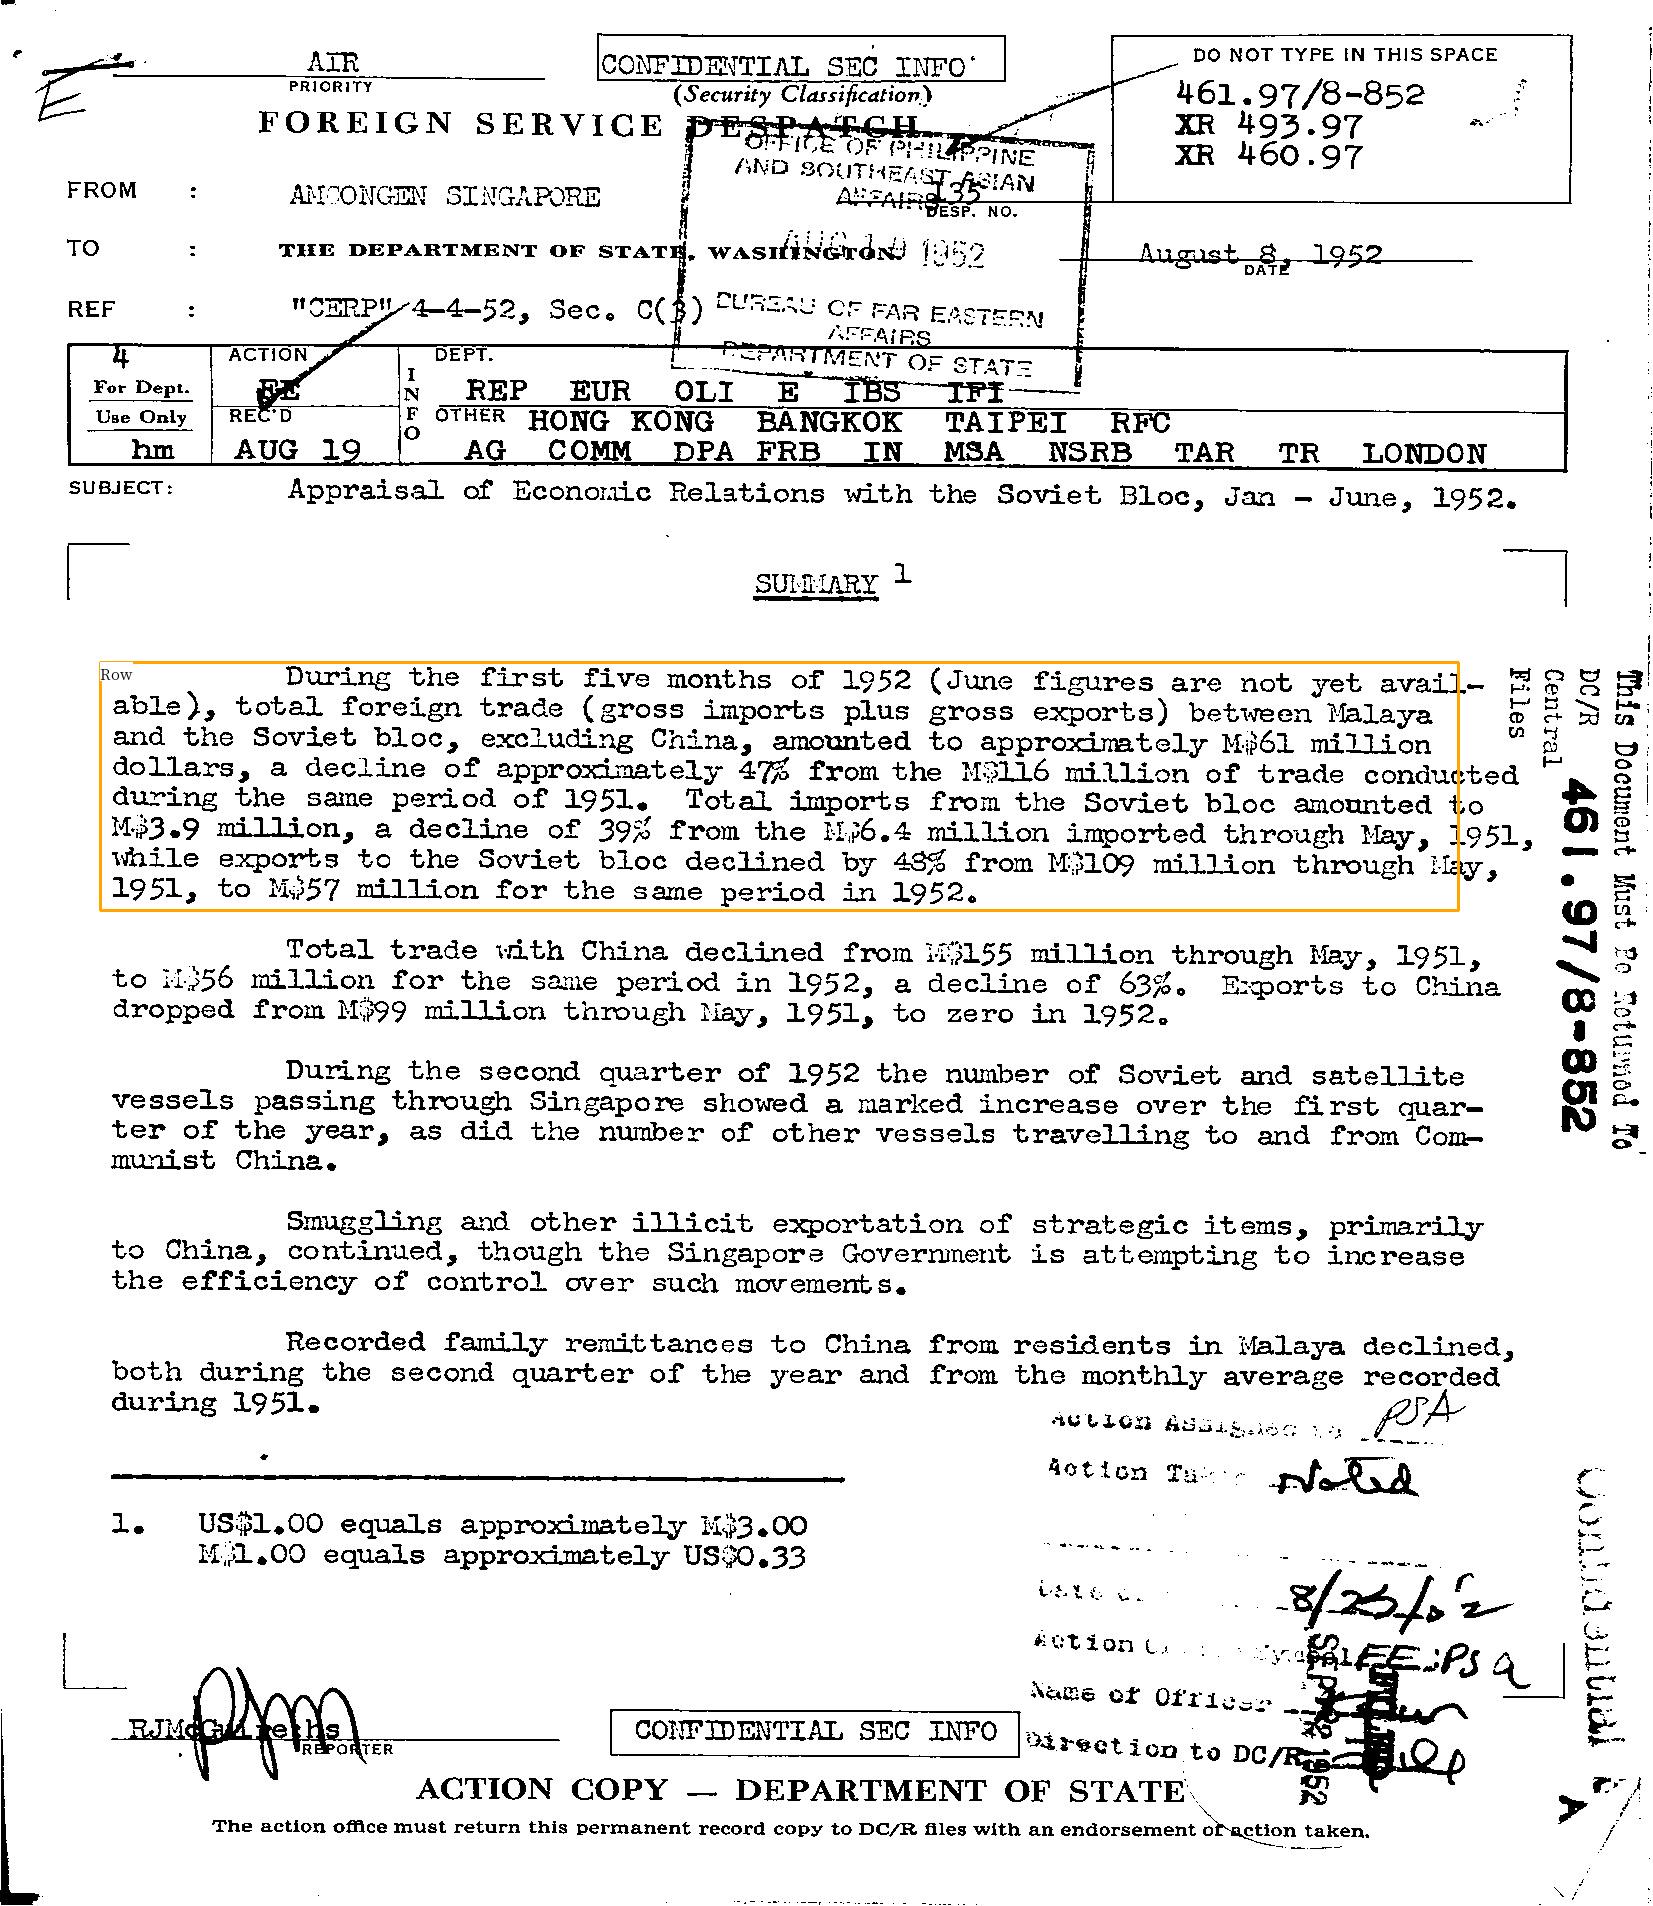 AIR
PRIORITY
CONFIDENTIAL SEC INFO
(Security Classification)
DO NOT TYPE IN THIS SPACE
461.97/8-852
XR 493.97
XR 460.97
FOREIGN SERVICE DESPATCH
OFFICE OF PHILIPPINE
AND SOUTHEAST ASIAN
AFFAIRS
1952
BUREAU OF FAR EASTERN
AFFAIRS
DEPARTMENT OF STATE
FROM : AMCONGEN SINGAPORE
135
DESP. NO.
TO : THE DEPARTMENT OF STATE, WASHINGTON.
August 8, 1952
DATE
REF : "CERP" 4-4-52, Sec. C(3)
4
For Dept.
Use Only
hm
ACTION
FE
REC'D
AUG 19
INFO
DEPT.
REP EUR OLI E IBS IFI
OTHER HONG KONG BANGKOK TAIPEI RFC
AG COMM DPA FRB IN MSA NSRB TAR TR LONDON
SUBJECT: Appraisal of Economic Relations with the Soviet Bloc, Jan - June, 1952.
SUMMARY 1
Row
During the first five months of 1952 (June figures are not yet avail-
able), total foreign trade (gross imports plus gross exports) between Malaya
and the Soviet bloc, excluding China, amounted to approximately M$61 million
dollars, a decline of approximately 47% from the M$116 million of trade conducted
during the same period of 1951. Total imports from the Soviet bloc amounted to
M$3.9 million, a decline of 39% from the M$6.4 million imported through May, 1951,
while exports to the Soviet bloc declined by 48% from M$109 million through May,
1951, to M$57 million for the same period in 1952.
Total trade with China declined from M$155 million through May, 1951,
to M$56 million for the same period in 1952, a decline of 63%. Exports to China
dropped from M$99 million through May, 1951, to zero in 1952.
During the second quarter of 1952 the number of Soviet and satellite
vessels passing through Singapore showed a marked increase over the first quar-
ter of the year, as did the number of other vessels travelling to and from Com-
munist China.
Smuggling and other illicit exportation of strategic items, primarily
to China, continued, though the Singapore Government is attempting to increase
the efficiency of control over such movements.
Recorded family remittances to China from residents in Malaya declined,
both during the second quarter of the year and from the monthly average recorded
during 1951.
1. US$1.00 equals approximately M$3.00
M$1.00 equals approximately US$0.33
Action Assigned to PSA
Action Taken Noted
Date of
Action Symbol FE:PSA
Name of Officer
Direction to DC/R File
SEP 2 1952
RJMcGuire:hs
REPORTER
CONFIDENTIAL SEC INFO
ACTION COPY — DEPARTMENT OF STATE
The action office must return this permanent record copy to DC/R files with an endorsement of action taken.
This Document Must Be Returned To
DC/R
Central
Files
461.97/8-852
Confidential
A